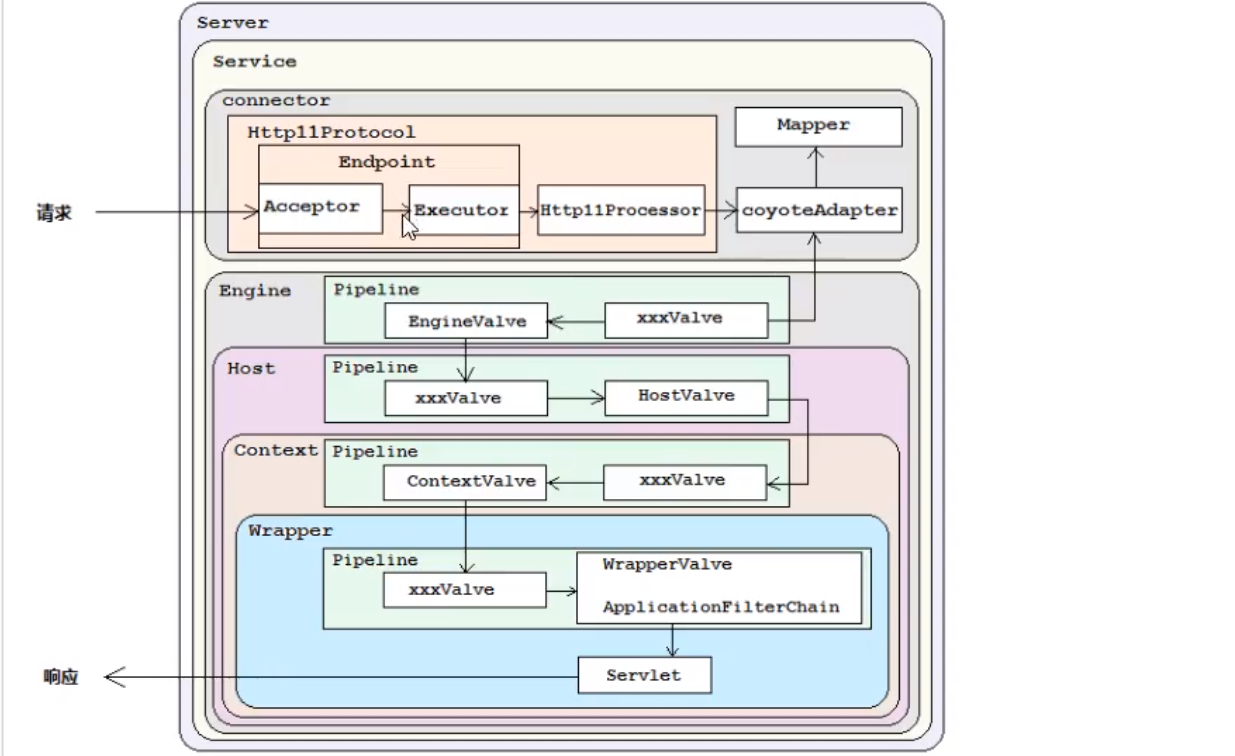 Server
Service
connector
Http11Protocol
Mapper
Endpoint
请求
Acceptor
Executor
Http11Processor
coyoteAdapter
Engine
Pipeline
EngineValve
xxxValve
Host
Pipeline
xxxValve
HostValve
Context
Pipeline
ContextValve
xxxValve
Wrapper
Pipeline
xxxValve
WrapperValve
ApplicationFilterChain
响应
Servlet